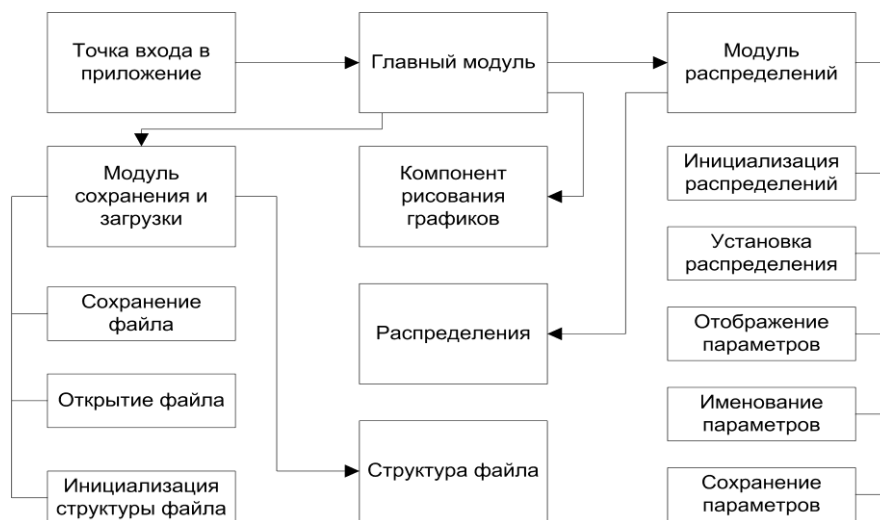 Точка входа в
приложение
Главный модуль
Модуль
распределений
Модуль
сохранения и
загрузки
Компонент
рисования
графиков
Инициализация
распределений
Установка
распределения
Сохранение
файла
Распределения
Отображение
параметров
Открытие файла
Именование
параметров
Инициализация
структуры файла
Структура файла
Сохранение
параметров